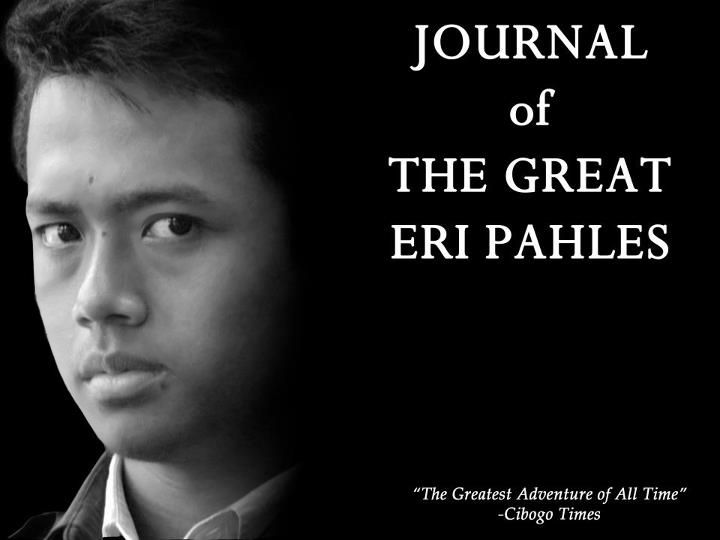 JOURNAL
of
THE GREAT
ERI PAHLES
“The Greatest Adventure of All Time”
-Cibogo Times